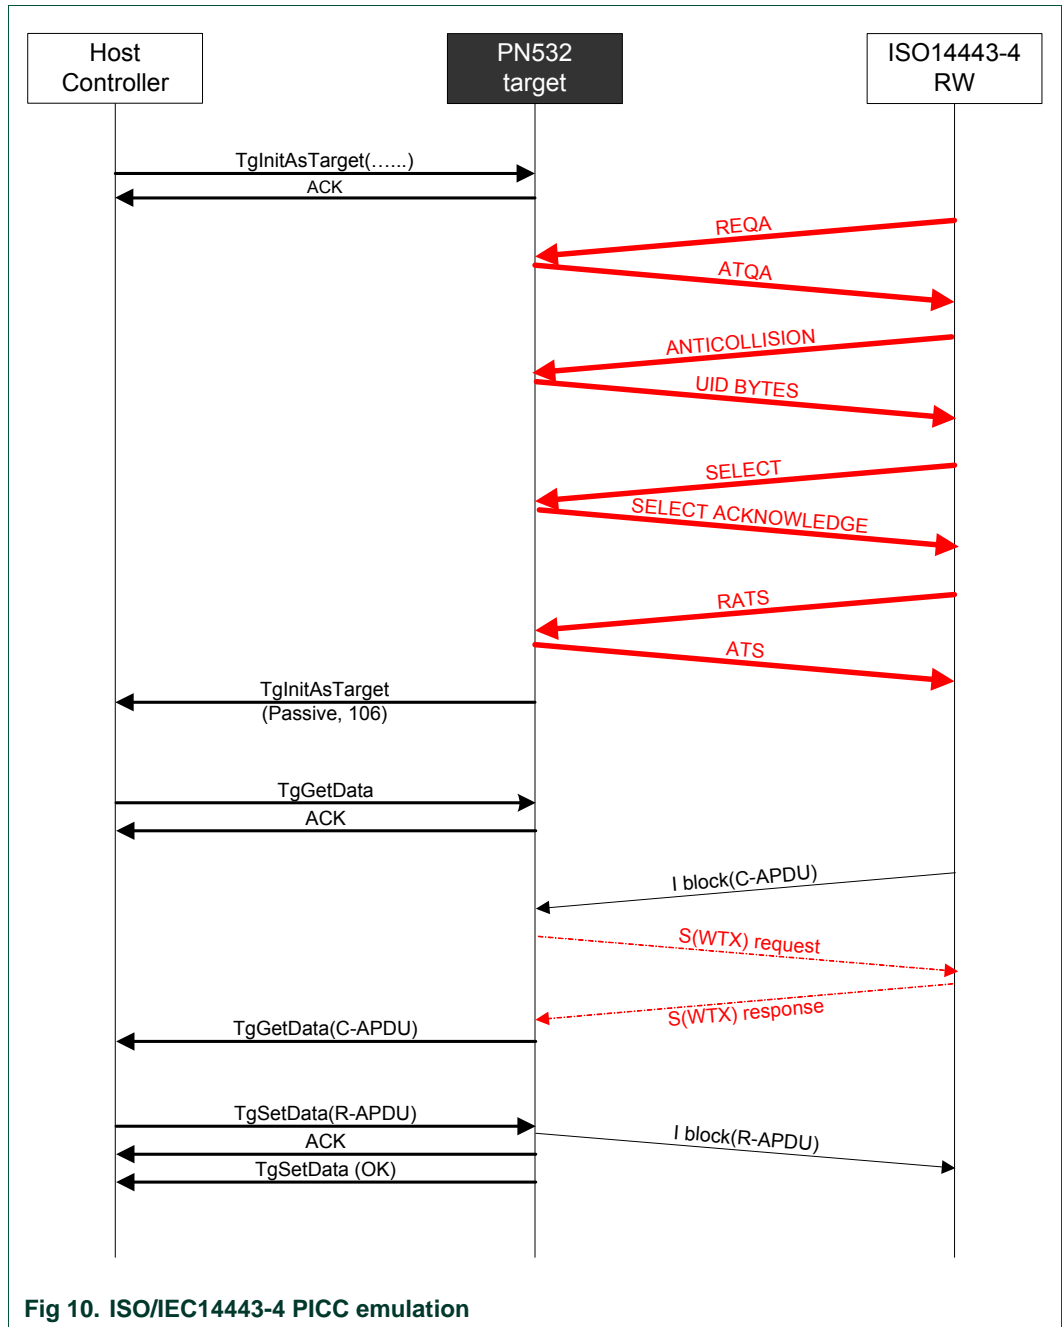 Host
Controller
PN532
target
ISO14443-4
RW
TgInitAsTarget(…...)
ACK
REQA
ATQA
ANTICOLLISION
UID BYTES
SELECT
SELECT ACKNOWLEDGE
RATS
ATS
TgInitAsTarget
(Passive, 106)
TgGetData
ACK
I block(C-APDU)
S(WTX) request
S(WTX) response
TgGetData(C-APDU)
TgSetData(R-APDU)
I block(R-APDU)
ACK
TgSetData (OK)
Fig 10. ISO/IEC14443-4 PICC emulation